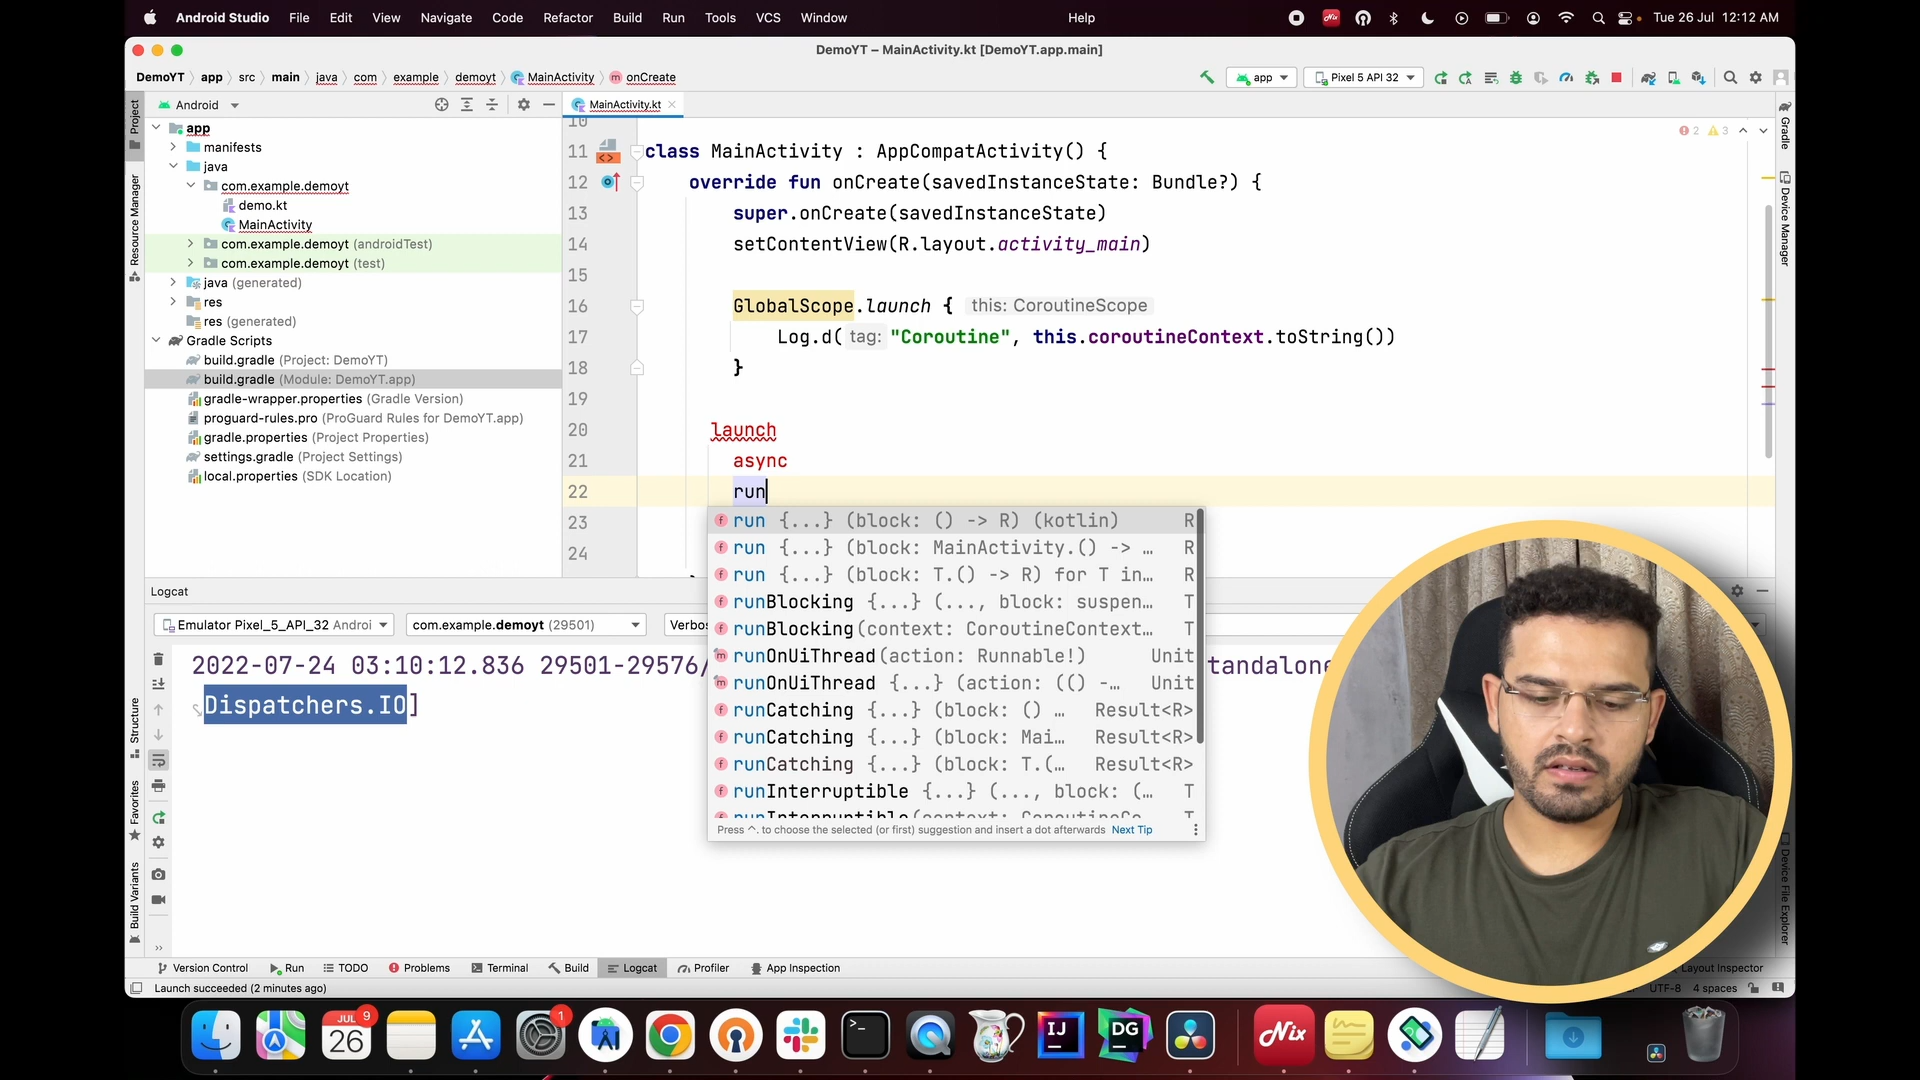 Android Studio File Edit View Navigate Code Refactor Build Run Tools VCS Window Help Tue 26 Jul 12:12 AM
DemoYT – MainActivity.kt [DemoYT.app.main]
DemoYT app src main java com example demoyt MainActivity onCreate app Pixel 5 API 32
Android
MainActivity.kt
Project
Resource Manager
Structure
Favorites
Build Variants
app
manifests
java
com.example.demoyt
demo.kt
MainActivity
com.example.demoyt (androidTest)
com.example.demoyt (test)
java (generated)
res
res (generated)
Gradle Scripts
build.gradle (Project: DemoYT)
build.gradle (Module: DemoYT.app)
gradle-wrapper.properties (Gradle Version)
proguard-rules.pro (ProGuard Rules for DemoYT.app)
gradle.properties (Project Properties)
settings.gradle (Project Settings)
local.properties (SDK Location)
2 3
10
11 class MainActivity : AppCompatActivity() {
12 override fun onCreate(savedInstanceState: Bundle?) {
13 super.onCreate(savedInstanceState)
14 setContentView(R.layout.activity_main)
15
16 GlobalScope.launch { this: CoroutineScope
17 Log.d( tag: "Coroutine", this.coroutineContext.toString())
18 }
19
20 launch
21 async
22 run
23
24
run {...} (block: () -> R) (kotlin) R
run {...} (block: MainActivity.() -> … R
run {...} (block: T.() -> R) for T in… R
runBlocking {...} (..., block: suspen… T
runBlocking(context: CoroutineContext… T
runOnUiThread(action: Runnable!) Unit
runOnUiThread {...} (action: (() -… Unit
runCatching {...} (block: () … Result<R>
runCatching {...} (block: Mai… Result<R>
runCatching {...} (block: T.(… Result<R>
runInterruptible {...} (..., block: (… T
runInterruptible(context: CoroutineCo… T
Press ^. to choose the selected (or first) suggestion and insert a dot afterwards Next Tip
Gradle
Device Manager
Device File Explorer
Logcat
Emulator Pixel_5_API_32 Androi com.example.demoyt (29501) Verbos
2022-07-24 03:10:12.836 29501-29576/ tandalone
Dispatchers.IO]
Version Control Run TODO Problems Terminal Build Logcat Profiler App Inspection Layout Inspector
Launch succeeded (2 minutes ago) UTF-8 4 spaces
JUL 9
26
1
IJ
DG
Nix